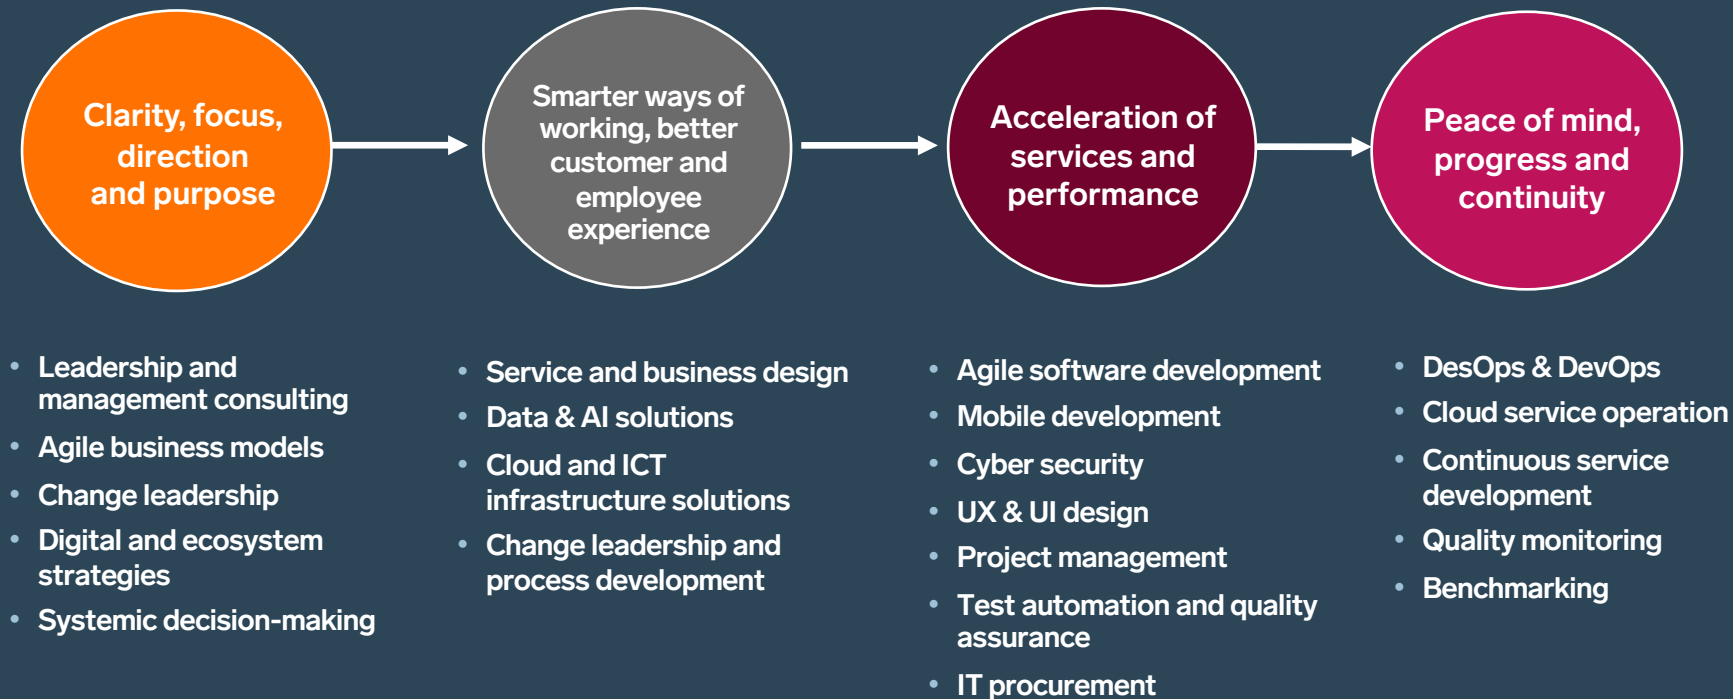 Clarity, focus,
direction
and purpose
Smarter ways of
working, better
customer and
employee
experience
Acceleration of
services and
performance
Peace of mind,
progress and
continuity
• Leadership and
management consulting
• Agile business models
• Change leadership
• Digital and ecosystem
strategies
• Systemic decision-making
• Service and business design
• Data & AI solutions
• Cloud and ICT
infrastructure solutions
• Change leadership and
process development
• Agile software development
• Mobile development
• Cyber security
• UX & UI design
• Project management
• Test automation and quality
assurance
• IT procurement
• DesOps & DevOps
• Cloud service operation
• Continuous service
development
• Quality monitoring
• Benchmarking